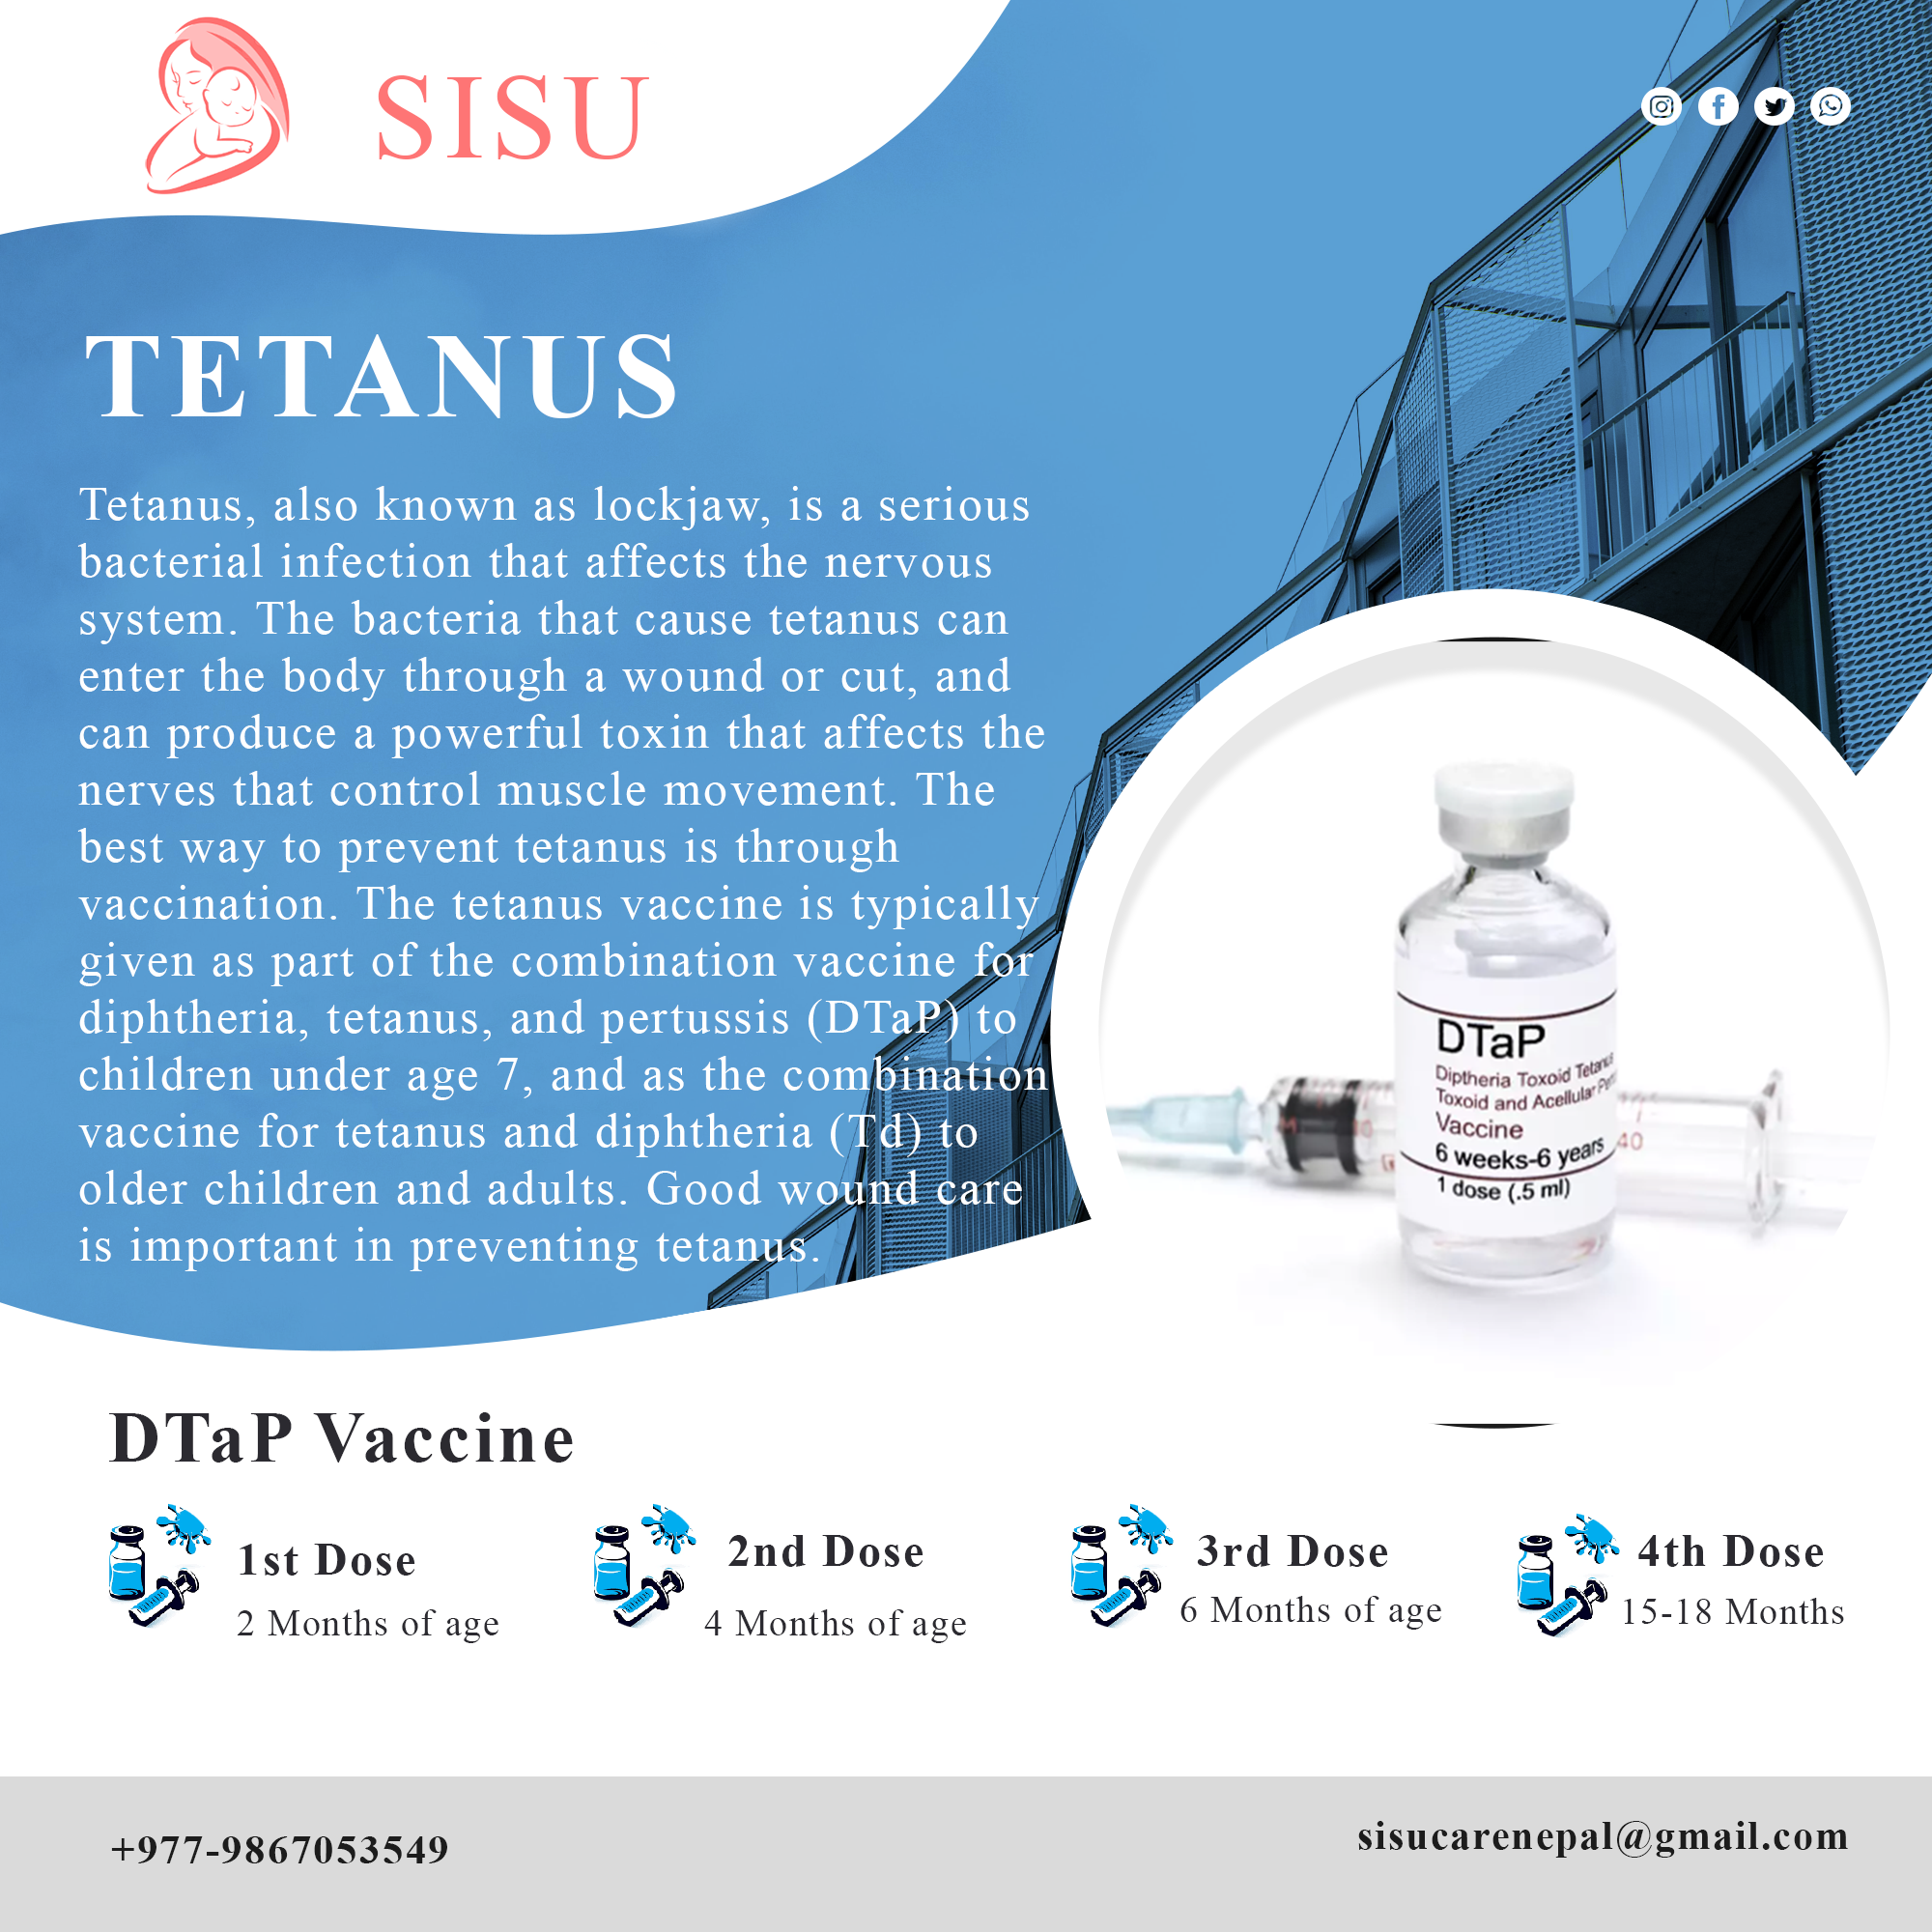 SISU
TETANUS
Tetanus, also known as lockjaw, is a serious
bacterial infection that affects the nervous
system. The bacteria that cause tetanus can
enter the body through a wound or cut, and
can produce a powerful toxin that affects the
nerves that control muscle movement. The
best way to prevent tetanus is through
vaccination. The tetanus vaccine is typically
given as part of the combination vaccine for
diphtheria, tetanus, and pertussis (DTaP) to
children under age 7, and as the combination
vaccine for tetanus and diphtheria (Td) to
older children and adults. Good wound care
is important in preventing tetanus.
DTaP
Diptheria Toxoid Tetanus
Toxoid and Acellular
Vaccine
6 weeks-6 years
1 dose (.5 ml)
40
DTaP Vaccine
1st Dose
2 Months of age
2nd Dose
4 Months of age
3rd Dose
6 Months of age
4th Dose
15-18 Months
+977-9867053549
sisucarenepal@gmail.com